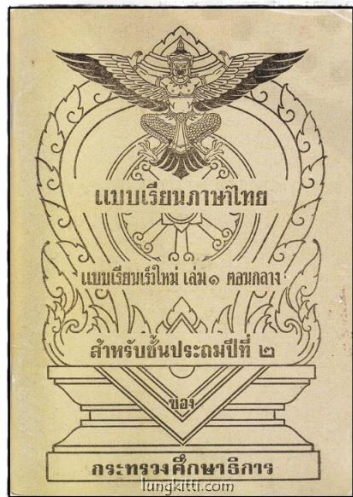 แบบเรียนภาษาไทย
แบบเรียนเร็วใหม่ เล่ม ๑ ตอนกลาง
สำหรับชั้นประถมปีที่ ๒
ของ
กระทรวงศึกษาธิการ
lungkitti.com